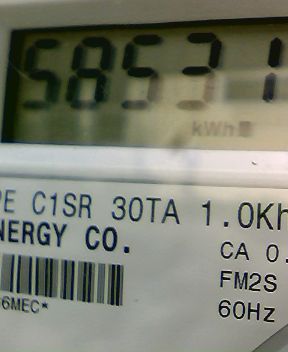 58531
kWh
PE C1SR 30TA 1.0Kh
NERGY CO.
CA 0.
FM2S
6MEC*
60Hz